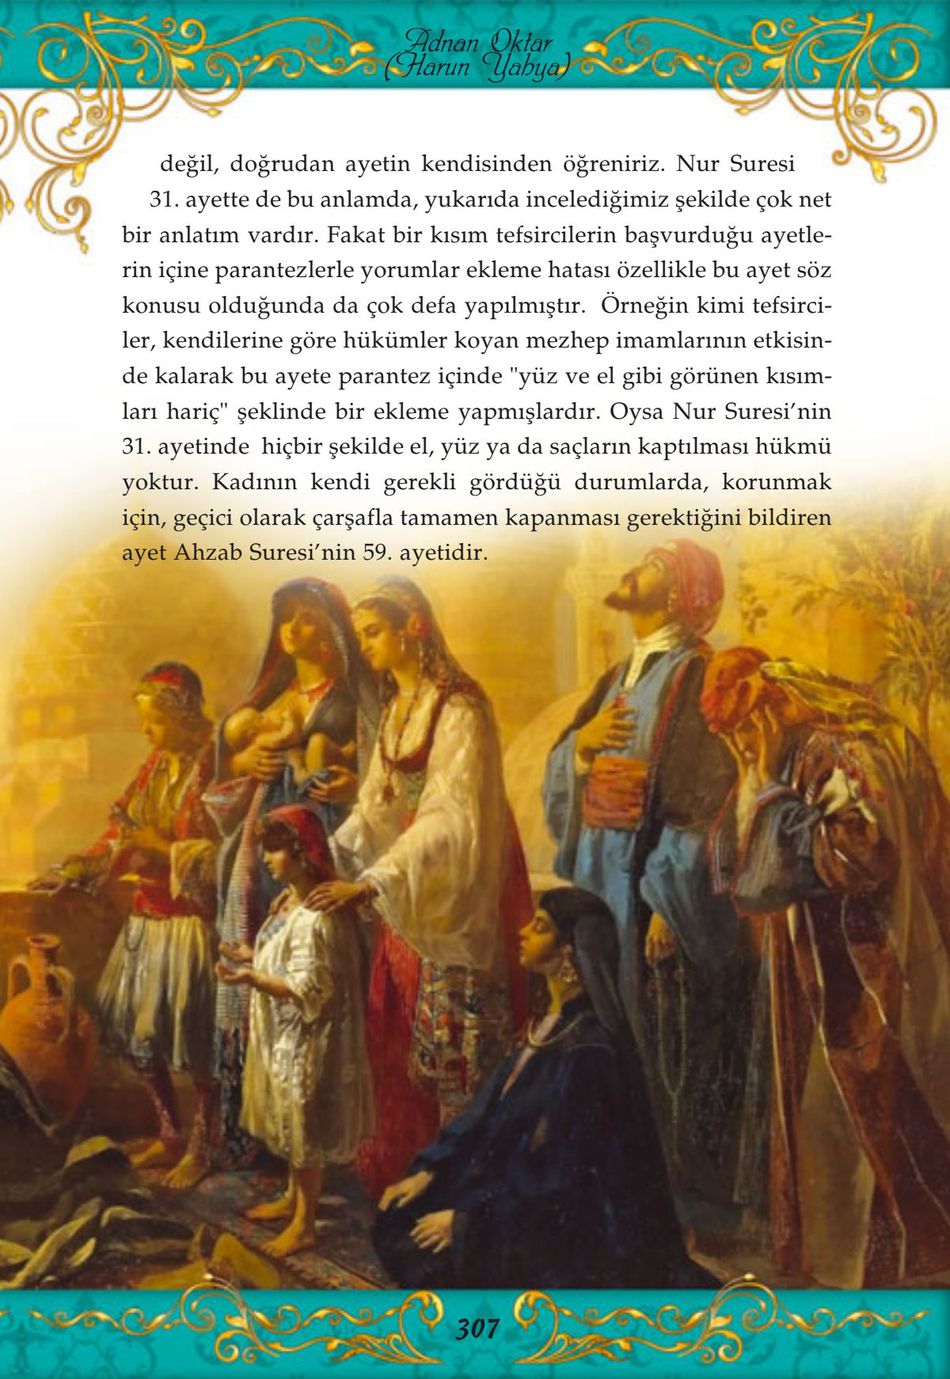 Adnan Oktar
(Harun Yahya)
değil, doğrudan ayetin kendisinden öğreniriz. Nur Suresi
31. ayette de bu anlamda, yukarıda incelediğimiz şekilde çok net
bir anlatım vardır. Fakat bir kısım tefsircilerin başvurduğu ayetle-
rin içine parantezlerle yorumlar ekleme hatası özellikle bu ayet söz
konusu olduğunda da çok defa yapılmıştır. Örneğin kimi tefsirci-
ler, kendilerine göre hükümler koyan mezhep imamlarının etkisin-
de kalarak bu ayete parantez içinde "yüz ve el gibi görünen kısım-
ları hariç" şeklinde bir ekleme yapmışlardır. Oysa Nur Suresi’nin
31. ayetinde hiçbir şekilde el, yüz ya da saçların kaptılması hükmü
yoktur. Kadının kendi gerekli gördüğü durumlarda, korunmak
için, geçici olarak çarşafla tamamen kapanması gerektiğini bildiren
ayet Ahzab Suresi’nin 59. ayetidir.
307